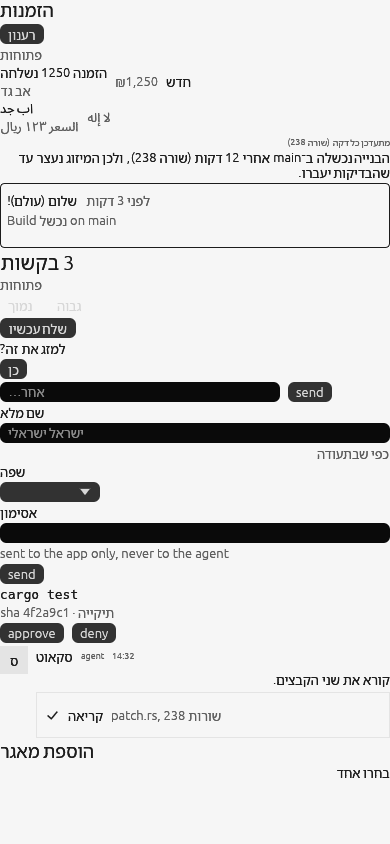 הזמנות
רענון
פתוחות
הזמנה 1250 נשלחה
אב גד
₪1,250 חדש
اب جد
السعر ١٢٣ ريال
لا إله
מתעדכן כל דקה (שורה 238)
הבנייה נכשלה ב־main אחרי 12 דקות (שורה 238), ולכן המיזוג נעצר עד
שהבדיקות יעברו.
שלום (עולם)! לפני 3 דקות
Build נכשל on main
3 בקשות
פתוחות
נמוך גבוה
שלח עכשיו
למזג את זה?
כן
אחר… send
שם מלא
ישראל ישראלי
כפי שבתעודה
שפה
אסימון
sent to the app only, never to the agent
send
cargo test
sha 4f2a9c1 · תיקייה
approve deny
ס סקאוט agent 14:32
קורא את שני הקבצים.
קריאה patch.rs, 238 שורות
הוספת מאגר
בחרו אחד